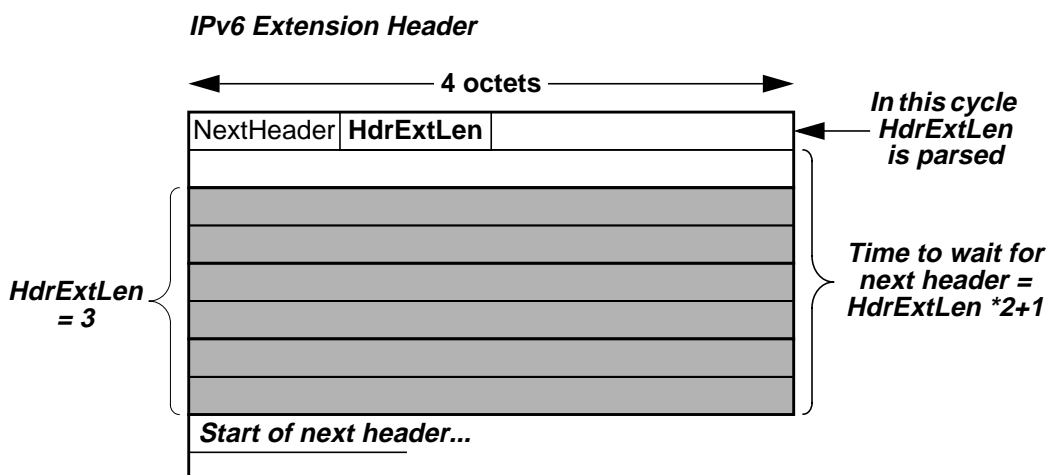 IPv6 Extension Header
4 octets
NextHeader HdrExtLen
In this cycle
HdrExtLen
is parsed
HdrExtLen
= 3
Time to wait for
next header =
HdrExtLen *2+1
Start of next header...